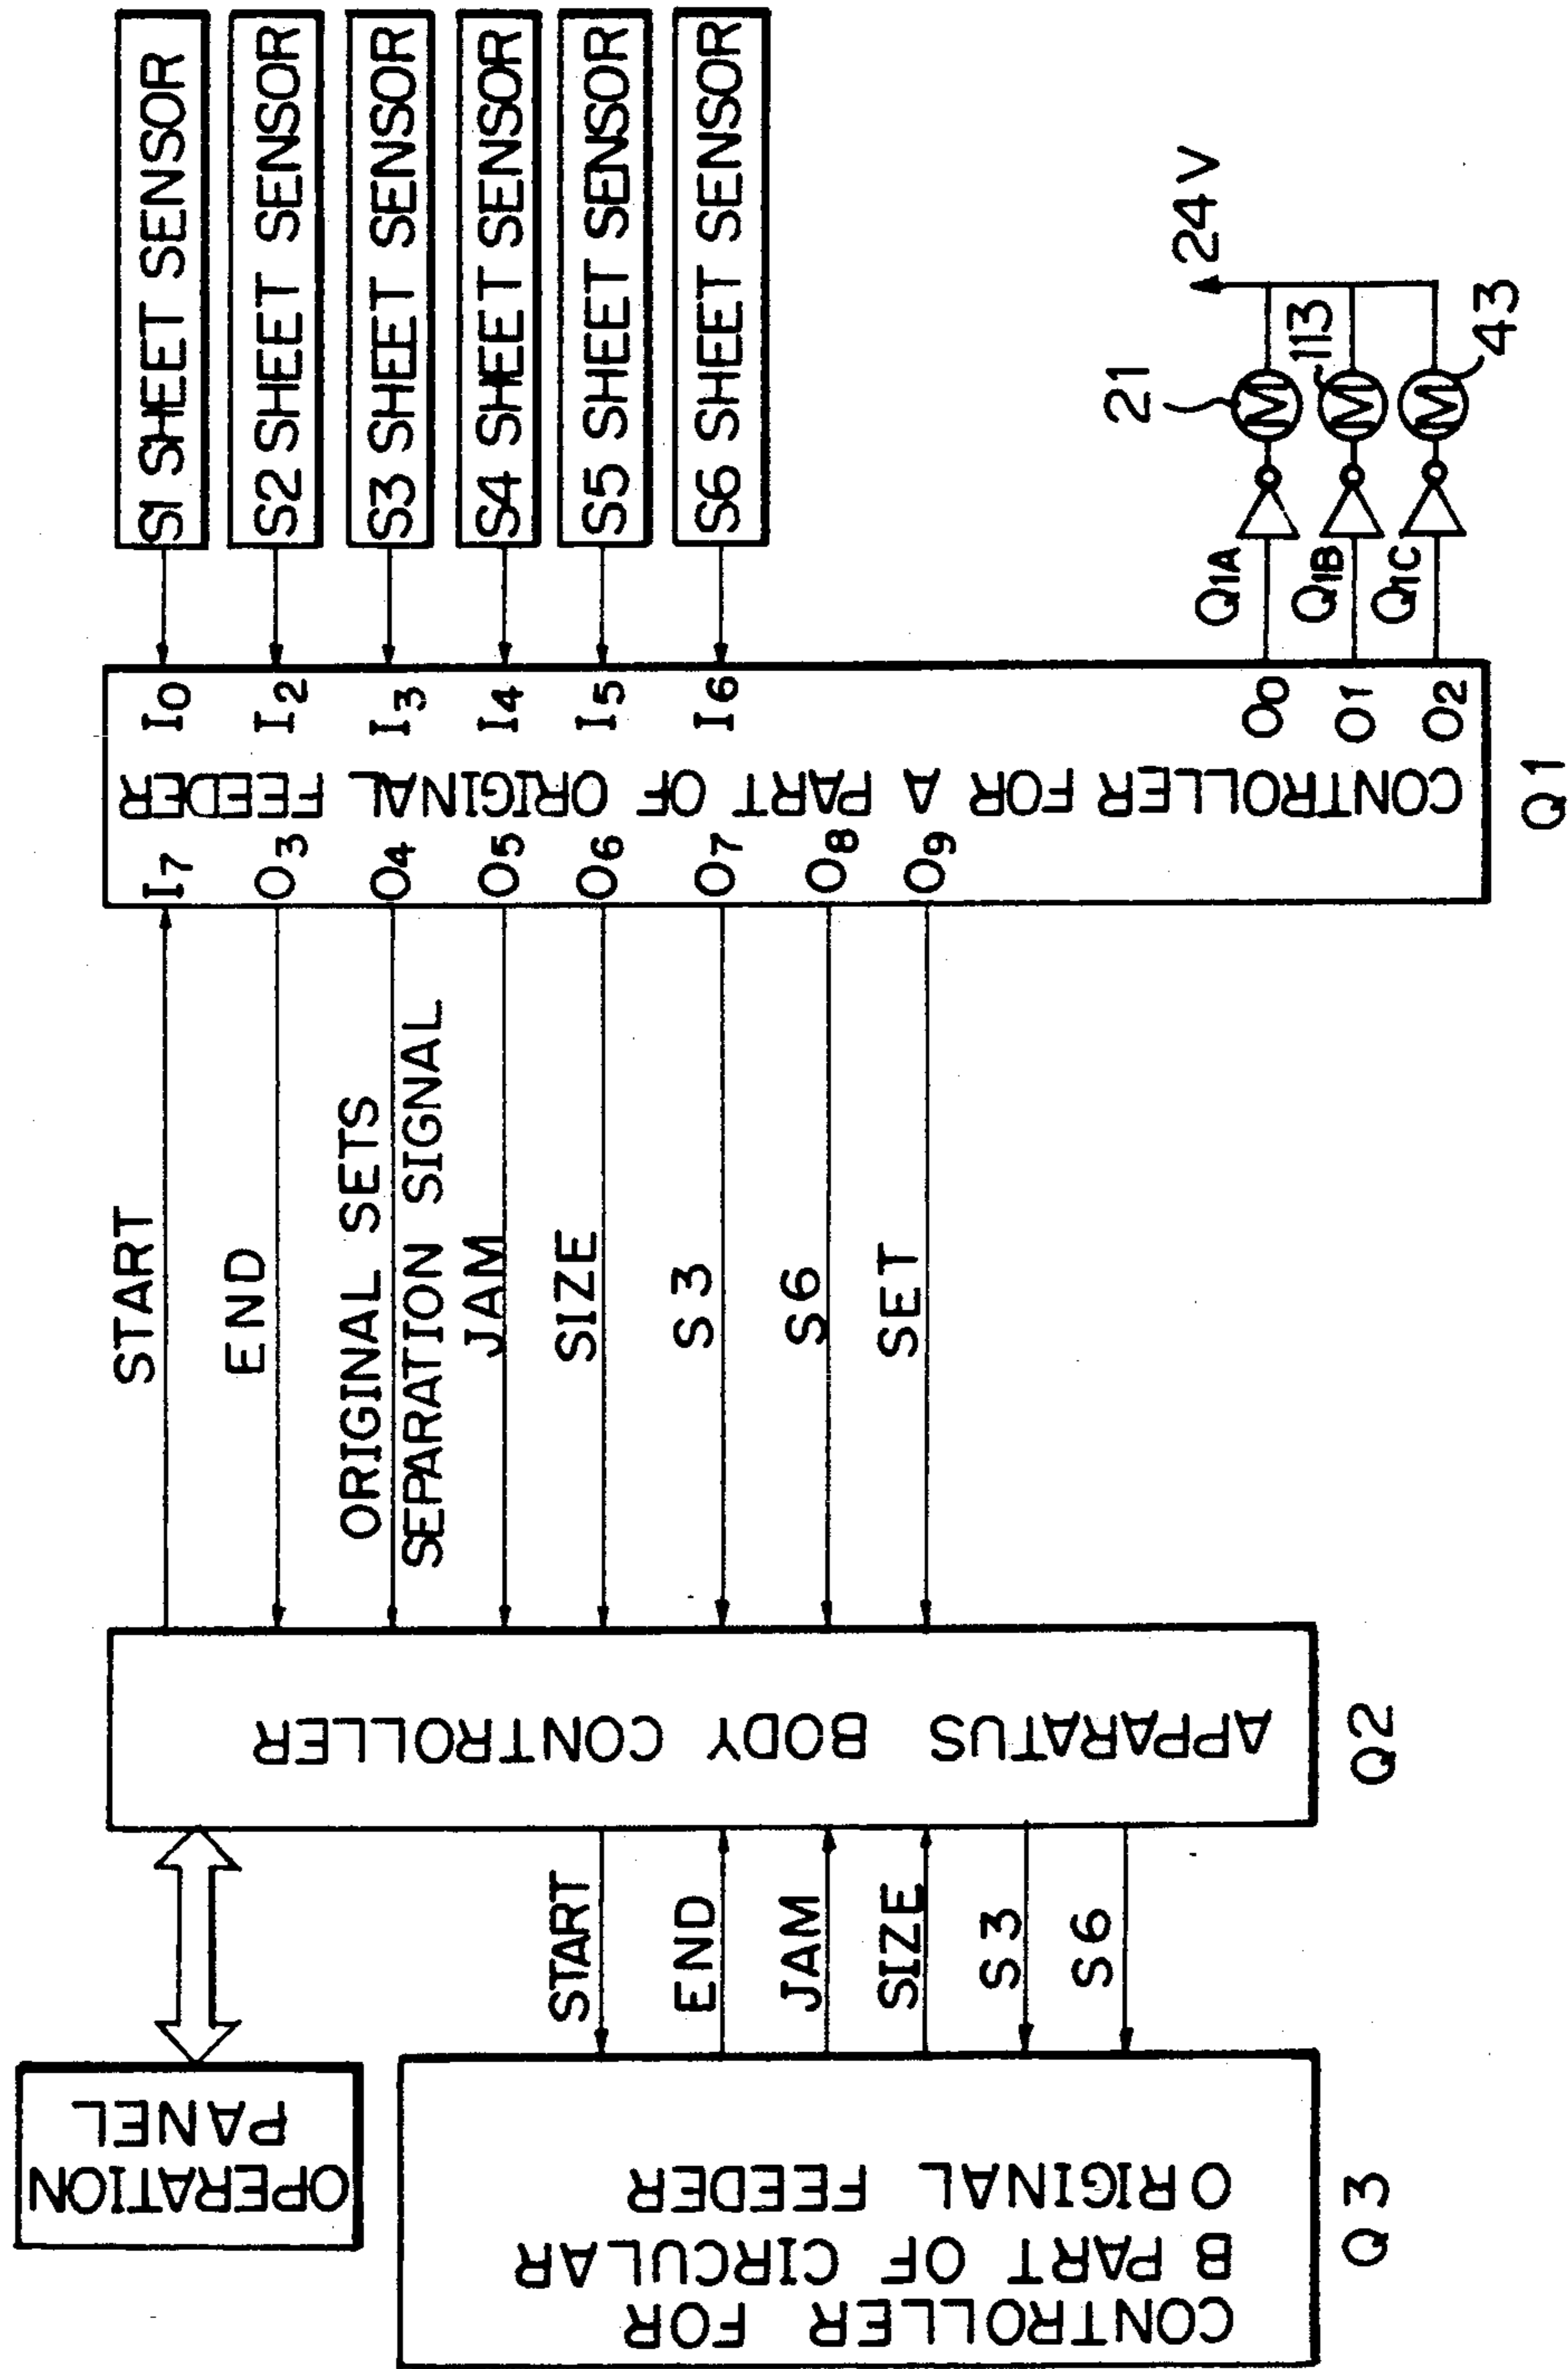 OPERATION
PANEL
CONTROLLER FOR
B PART OF CIRCULAR
ORIGINAL FEEDER
Q3
START
END
JAM
SIZE
S3
S6
APPARATUS BODY CONTROLLER
Q2
START
END
ORIGINAL SETS
SEPARATION SIGNAL
JAM
SIZE
S3
S6
SET
I7
O3
O4
O5
O6
O7
O8
O9
CONTROLLER FOR A PART OF ORIGINAL FEEDER
Q1
I0
I2
I3
I4
I5
I6
O0
O1
O2
S1 SHEET SENSOR
S2 SHEET SENSOR
S3 SHEET SENSOR
S4 SHEET SENSOR
S5 SHEET SENSOR
S6 SHEET SENSOR
Q1A
Q1B
Q1C
M
M
M
21
113
43
24V